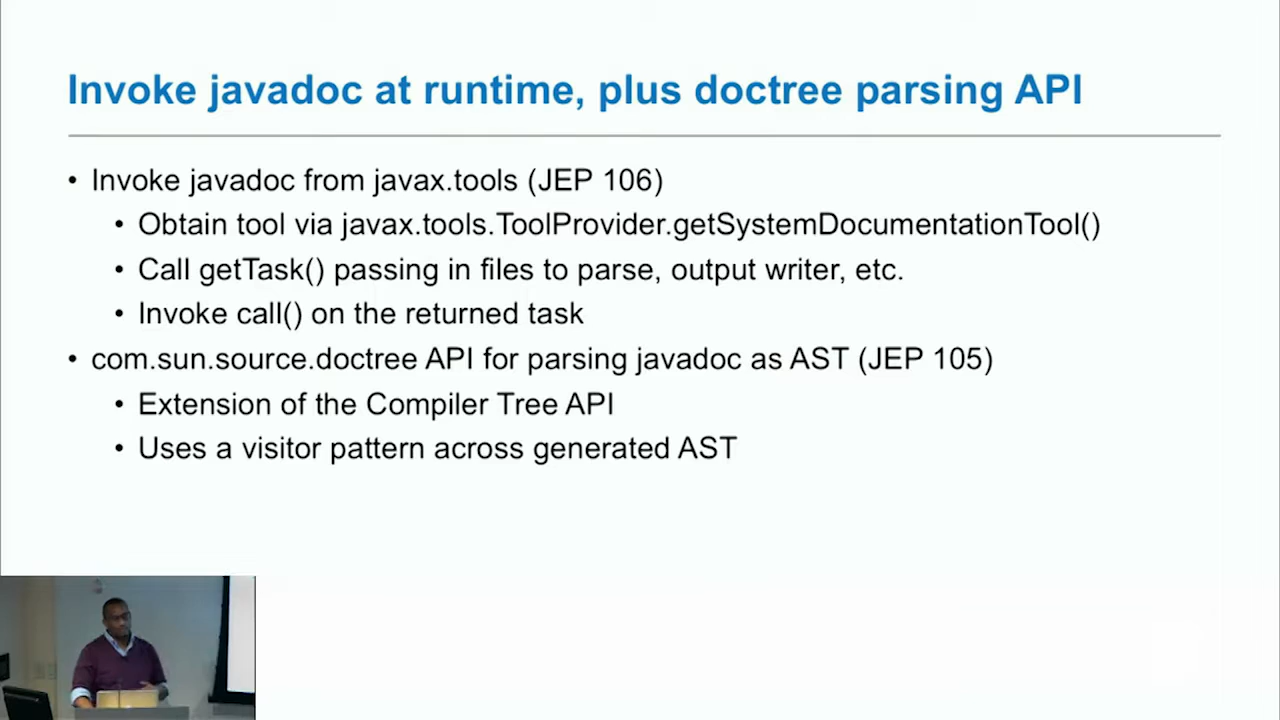 Invoke javadoc at runtime, plus doctree parsing API
• Invoke javadoc from javax.tools (JEP 106)
• Obtain tool via javax.tools.ToolProvider.getSystemDocumentationTool()
• Call getTask() passing in files to parse, output writer, etc.
• Invoke call() on the returned task
• com.sun.source.doctree API for parsing javadoc as AST (JEP 105)
• Extension of the Compiler Tree API
• Uses a visitor pattern across generated AST